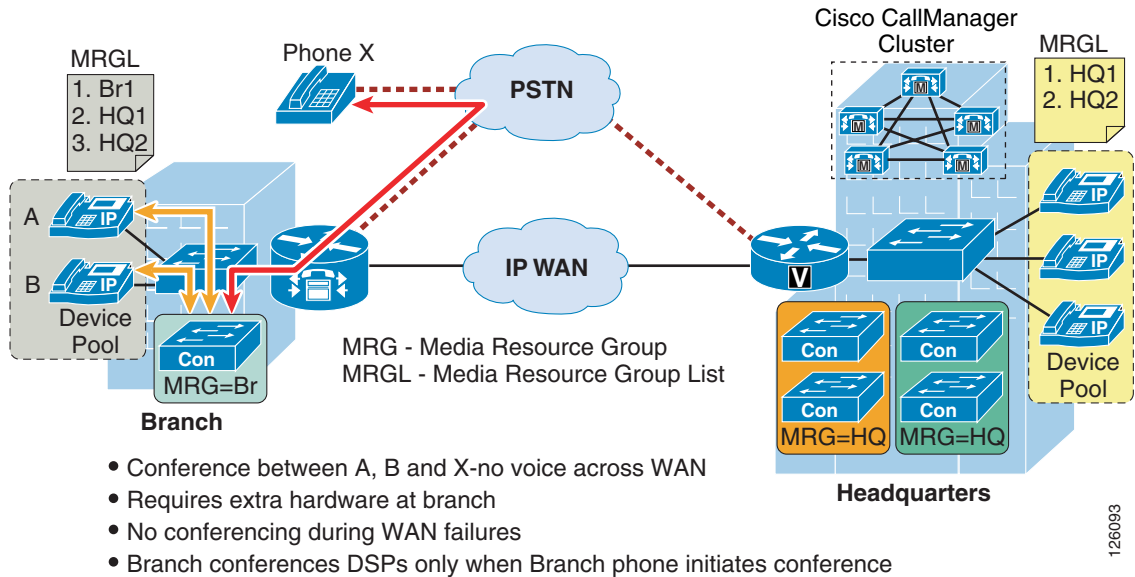 Cisco CallManager
Cluster
MRGL
1. Br1
2. HQ1
3. HQ2
Phone X
PSTN
M
M
M
M
M
MRGL
1. HQ1
2. HQ2
A
IP
B
IP
Device
Pool
Con
MRG=Br
Branch
IP WAN
V
IP
IP
IP
Device
Pool
MRG - Media Resource Group
MRGL - Media Resource Group List
Con
Con
MRG=HQ
Con
Con
MRG=HQ
Headquarters
• Conference between A, B and X-no voice across WAN
• Requires extra hardware at branch
• No conferencing during WAN failures
• Branch conferences DSPs only when Branch phone initiates conference
126093